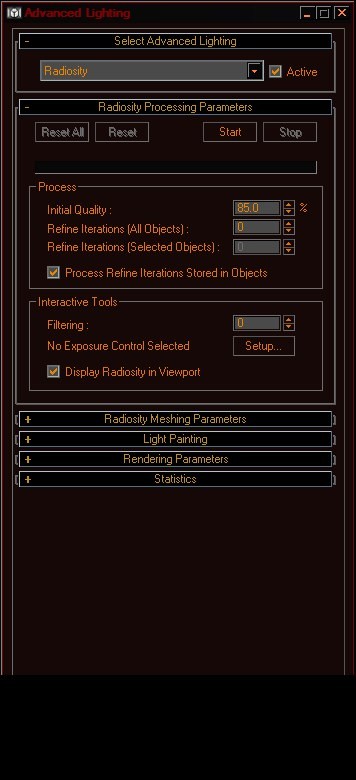 Advanced Lighting
- Select Advanced Lighting
Radiosity Active
- Radiosity Processing Parameters
Reset All Reset Start Stop
Process
Initial Quality : 85.0 %
Refine Iterations (All Objects) : 0
Refine Iterations (Selected Objects) : 0
Process Refine Iterations Stored in Objects
Interactive Tools
Filtering : 0
No Exposure Control Selected Setup...
Display Radiosity in Viewport
+ Radiosity Meshing Parameters
+ Light Painting
+ Rendering Parameters
+ Statistics